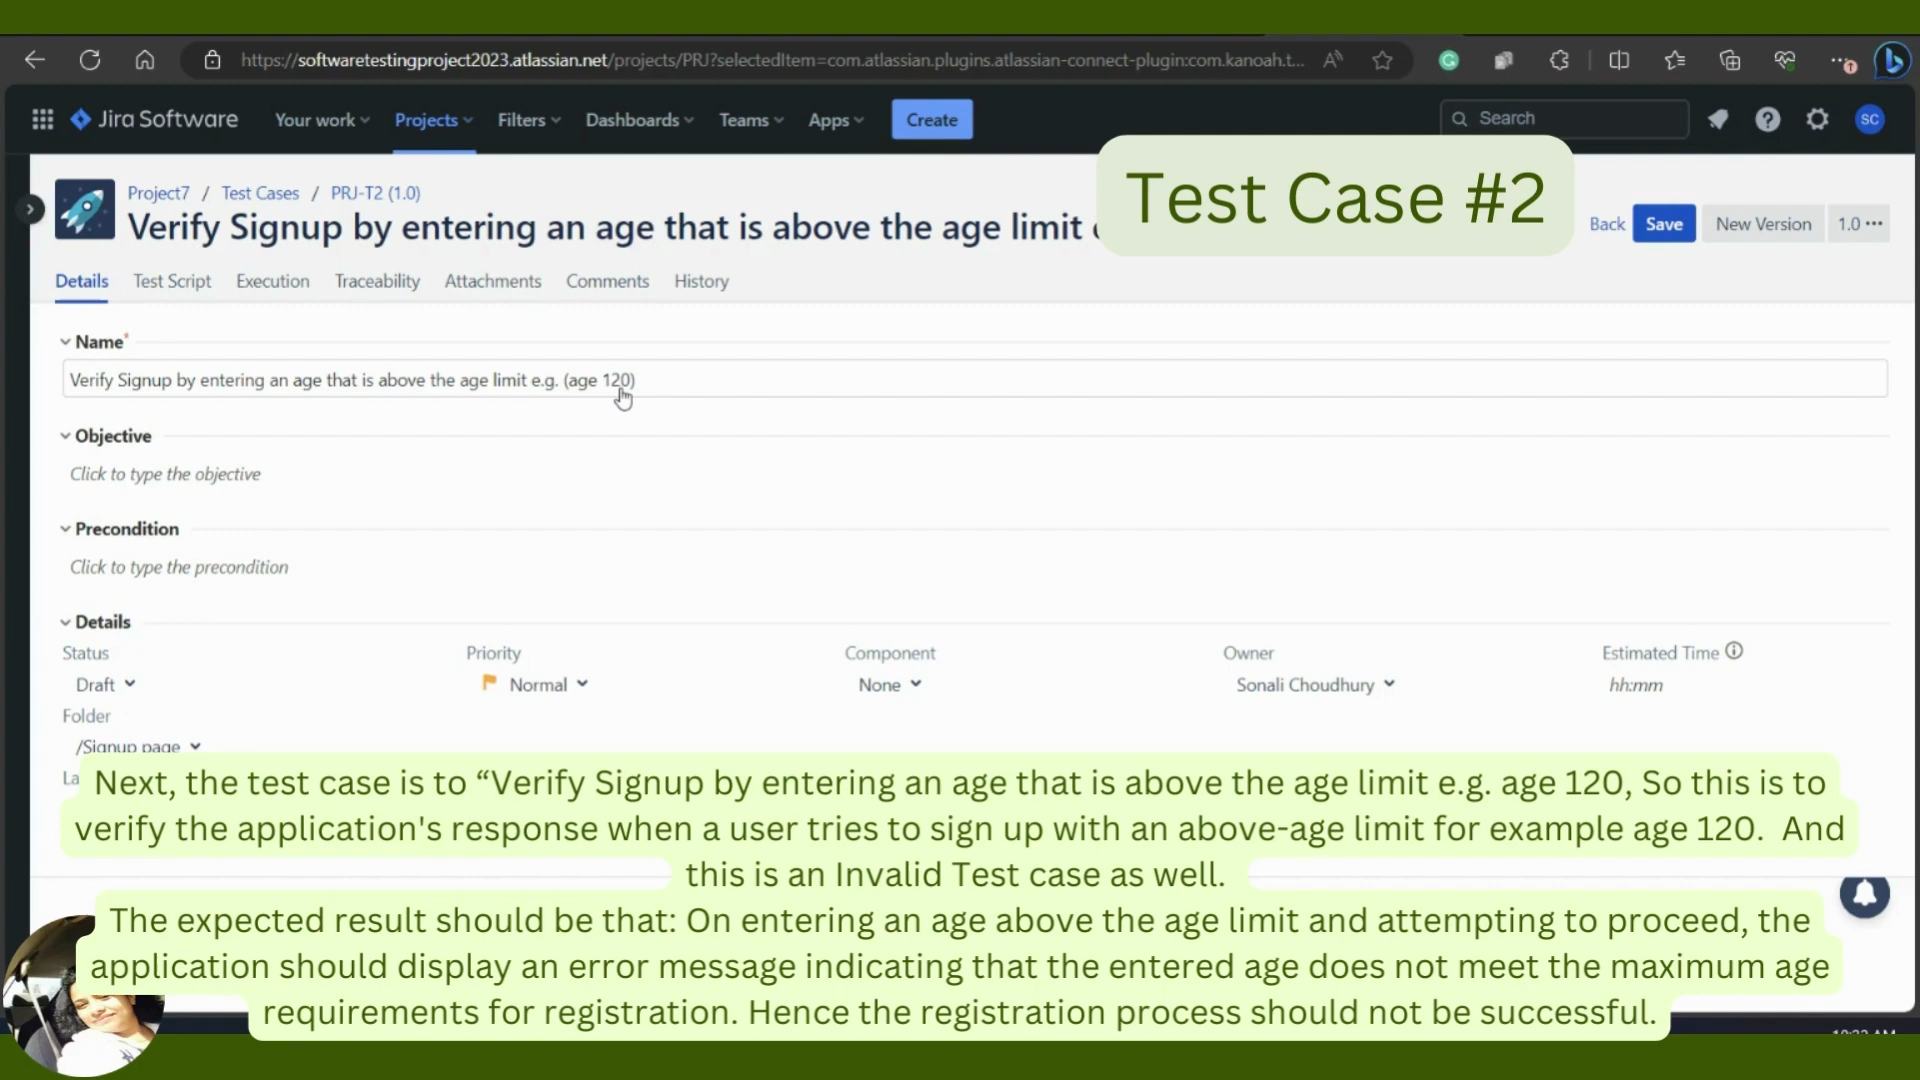 https://softwaretestingproject2023.atlassian.net/projects/PRJ?selectedItem=com.atlassian.plugins.atlassian-connect-plugin:com.kanoah.t...
Jira Software
Your work
Projects
Filters
Dashboards
Teams
Apps
Create
Search
SC
Test Case #2
Project7 / Test Cases / PRJ-T2 (1.0)
Verify Signup by entering an age that is above the age limit
Back
Save
New Version
1.0
Details
Test Script
Execution
Traceability
Attachments
Comments
History
Name*
Verify Signup by entering an age that is above the age limit e.g. (age 120)
Objective
Click to type the objective
Precondition
Click to type the precondition
Details
Status
Priority
Component
Owner
Estimated Time
Draft
Normal
None
Sonali Choudhury
hh:mm
Folder
/Signup page
La
Next, the test case is to “Verify Signup by entering an age that is above the age limit e.g. age 120, So this is to
verify the application's response when a user tries to sign up with an above-age limit for example age 120. And
this is an Invalid Test case as well.
The expected result should be that: On entering an age above the age limit and attempting to proceed, the
application should display an error message indicating that the entered age does not meet the maximum age
requirements for registration. Hence the registration process should not be successful.